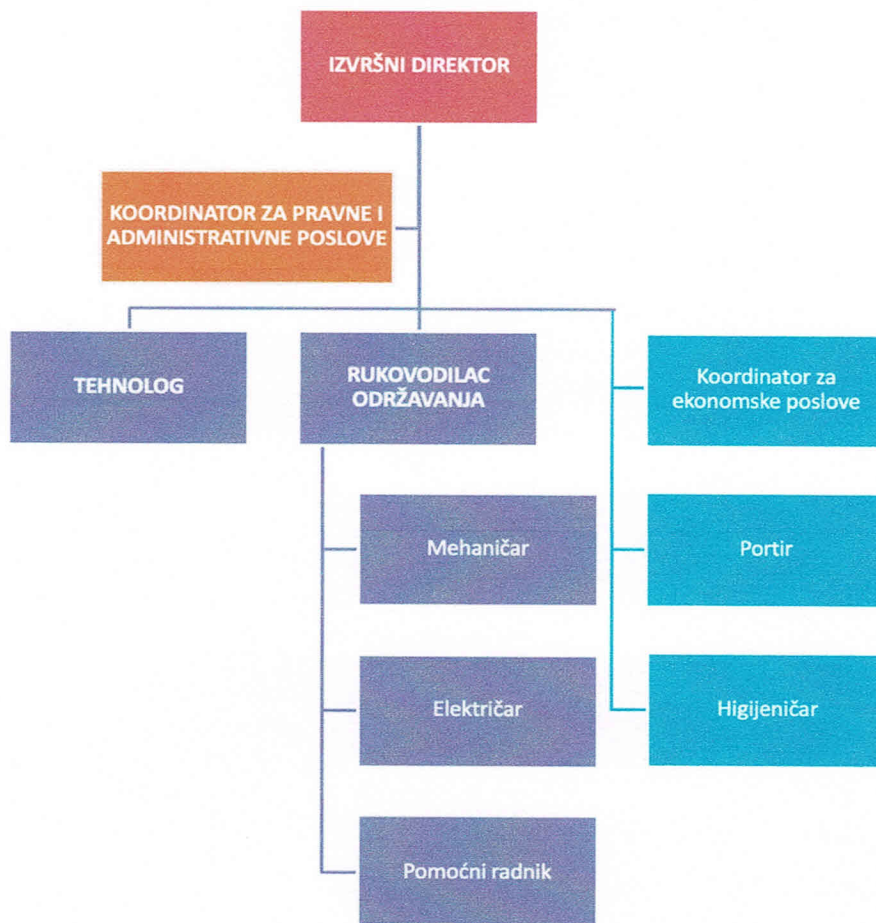 IZVRŠNI DIREKTOR
KOORDINATOR ZA PRAVNE I
ADMINISTRATIVNE POSLOVE
TEHNOLOG
RUKOVODILAC
ODRŽAVANJA
Koordinator za
ekonomske poslove
Mehaničar
Portir
Električar
Higijeničar
Pomoćni radnik